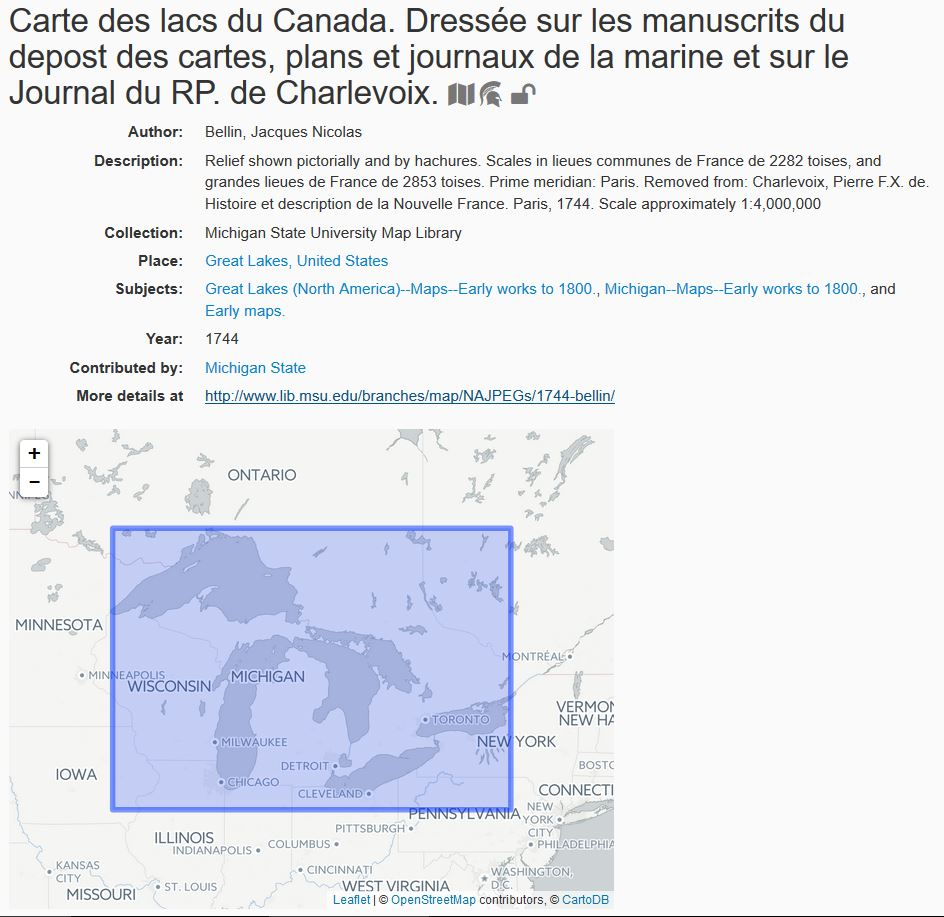 Carte des lacs du Canada. Dressée sur les manuscrits du
depost des cartes, plans et journaux de la marine et sur le
Journal du RP. de Charlevoix.
Author: Bellin, Jacques Nicolas
Description: Relief shown pictorially and by hachures. Scales in lieues communes de France de 2282 toises, and
grandes lieues de France de 2853 toises. Prime meridian: Paris. Removed from: Charlevoix, Pierre F.X. de.
Histoire et description de la Nouvelle France. Paris, 1744. Scale approximately 1:4,000,000
Collection: Michigan State University Map Library
Place: Great Lakes, United States
Subjects: Great Lakes (North America)--Maps--Early works to 1800., Michigan--Maps--Early works to 1800., and
Early maps.
Year: 1744
Contributed by: Michigan State
More details at http://www.lib.msu.edu/branches/map/NAJPEGs/1744-bellin/
+
−
ONTARIO
MINNESOTA
MONTRÉAL
MINNEAPOLIS
WISCONSIN
MICHIGAN
VERMON
NEW HA
TORONTO
MILWAUKEE
NEW YORK
DETROIT
BOSTC
IOWA
CHICAGO
CLEVELAND
CONNECTI
PENNSYLVANIA
NEW
YORK
CITY
PITTSBURGH
ILLINOIS
COLUMBUS
PHILADELPHIA
INDIANAPOLIS
KANSAS
CITY
CINCINNATI
WASHINGTON,
D.C.
ST. LOUIS
WEST VIRGINIA
MISSOURI
Leaflet | © OpenStreetMap contributors, © CartoDB